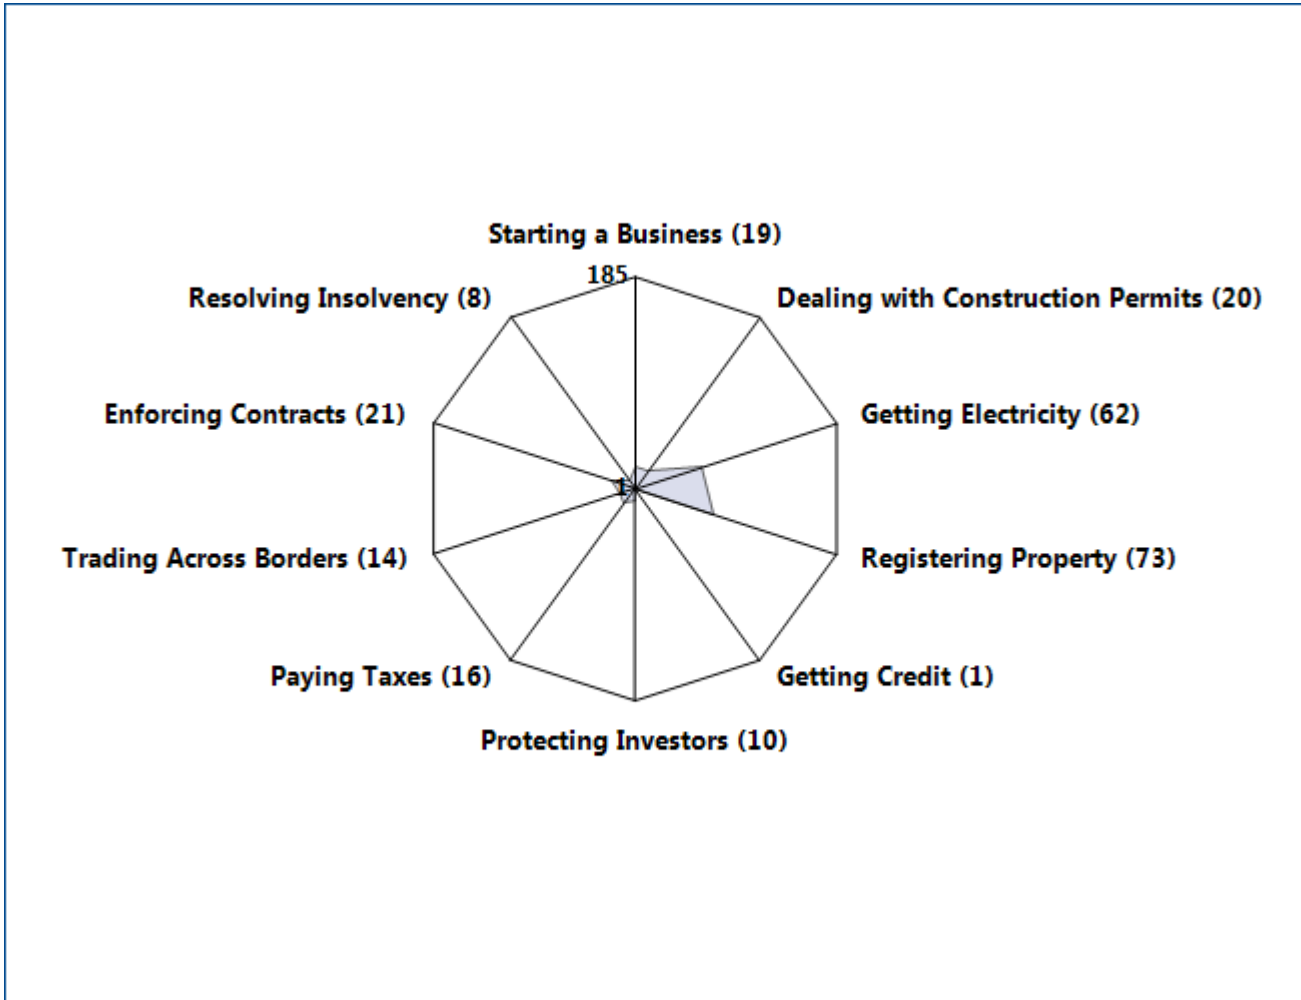 Starting a Business (19)
185
Resolving Insolvency (8)
Dealing with Construction Permits (20)
Enforcing Contracts (21)
Getting Electricity (62)
1
Trading Across Borders (14)
Registering Property (73)
Paying Taxes (16)
Getting Credit (1)
Protecting Investors (10)